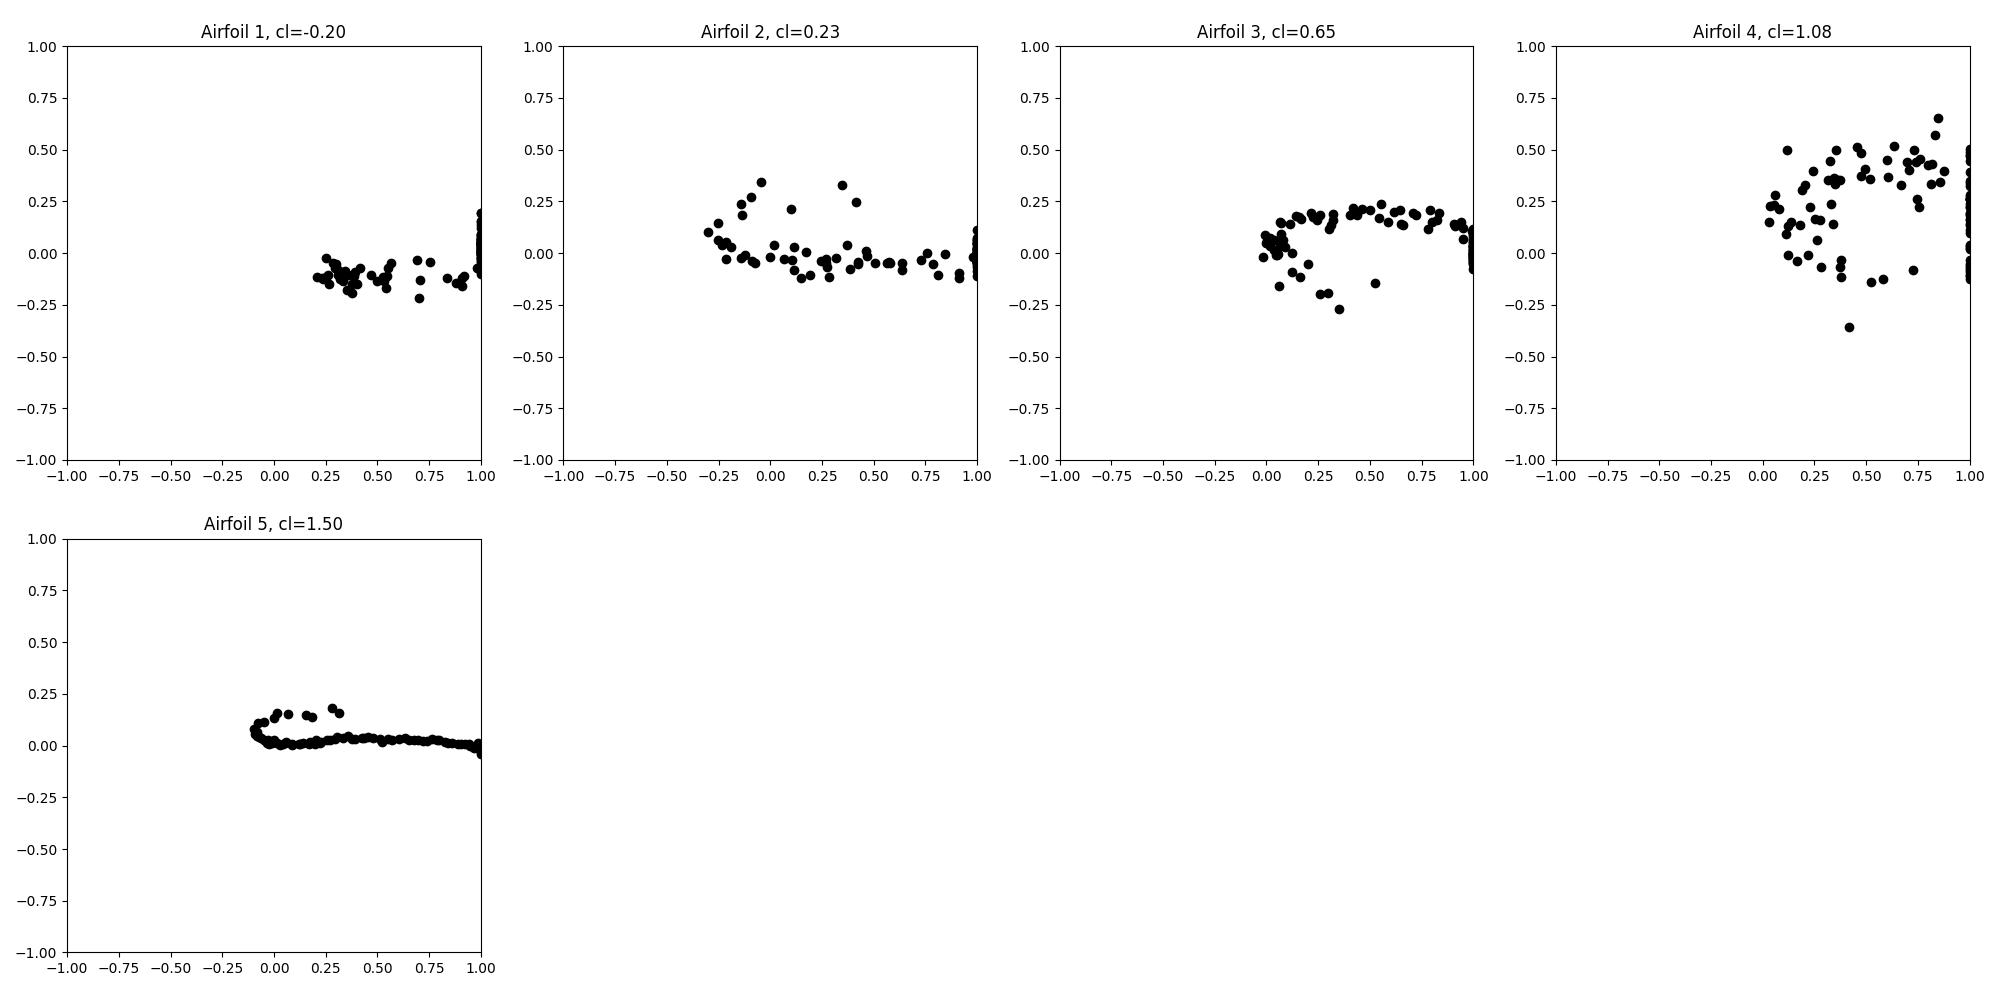 Airfoil 1, cl=-0.20
Airfoil 2, cl=0.23
Airfoil 3, cl=0.65
Airfoil 4, cl=1.08
1.00 1.00 1.00 1.00
0.75 0.75 0.75 0.75
0.50 0.50 0.50 0.50
0.25 0.25 0.25 0.25
0.00 0.00 0.00 0.00
−0.25 −0.25 −0.25 −0.25
−0.50 −0.50 −0.50 −0.50
−0.75 −0.75 −0.75 −0.75
−1.00 −1.00 −1.00 −1.00
−1.00 −0.75 −0.50 −0.25 0.00 0.25 0.50 0.75 1.00
−1.00 −0.75 −0.50 −0.25 0.00 0.25 0.50 0.75 1.00
−1.00 −0.75 −0.50 −0.25 0.00 0.25 0.50 0.75 1.00
−1.00 −0.75 −0.50 −0.25 0.00 0.25 0.50 0.75 1.00
Airfoil 5, cl=1.50
1.00
0.75
0.50
0.25
0.00
−0.25
−0.50
−0.75
−1.00
−1.00 −0.75 −0.50 −0.25 0.00 0.25 0.50 0.75 1.00